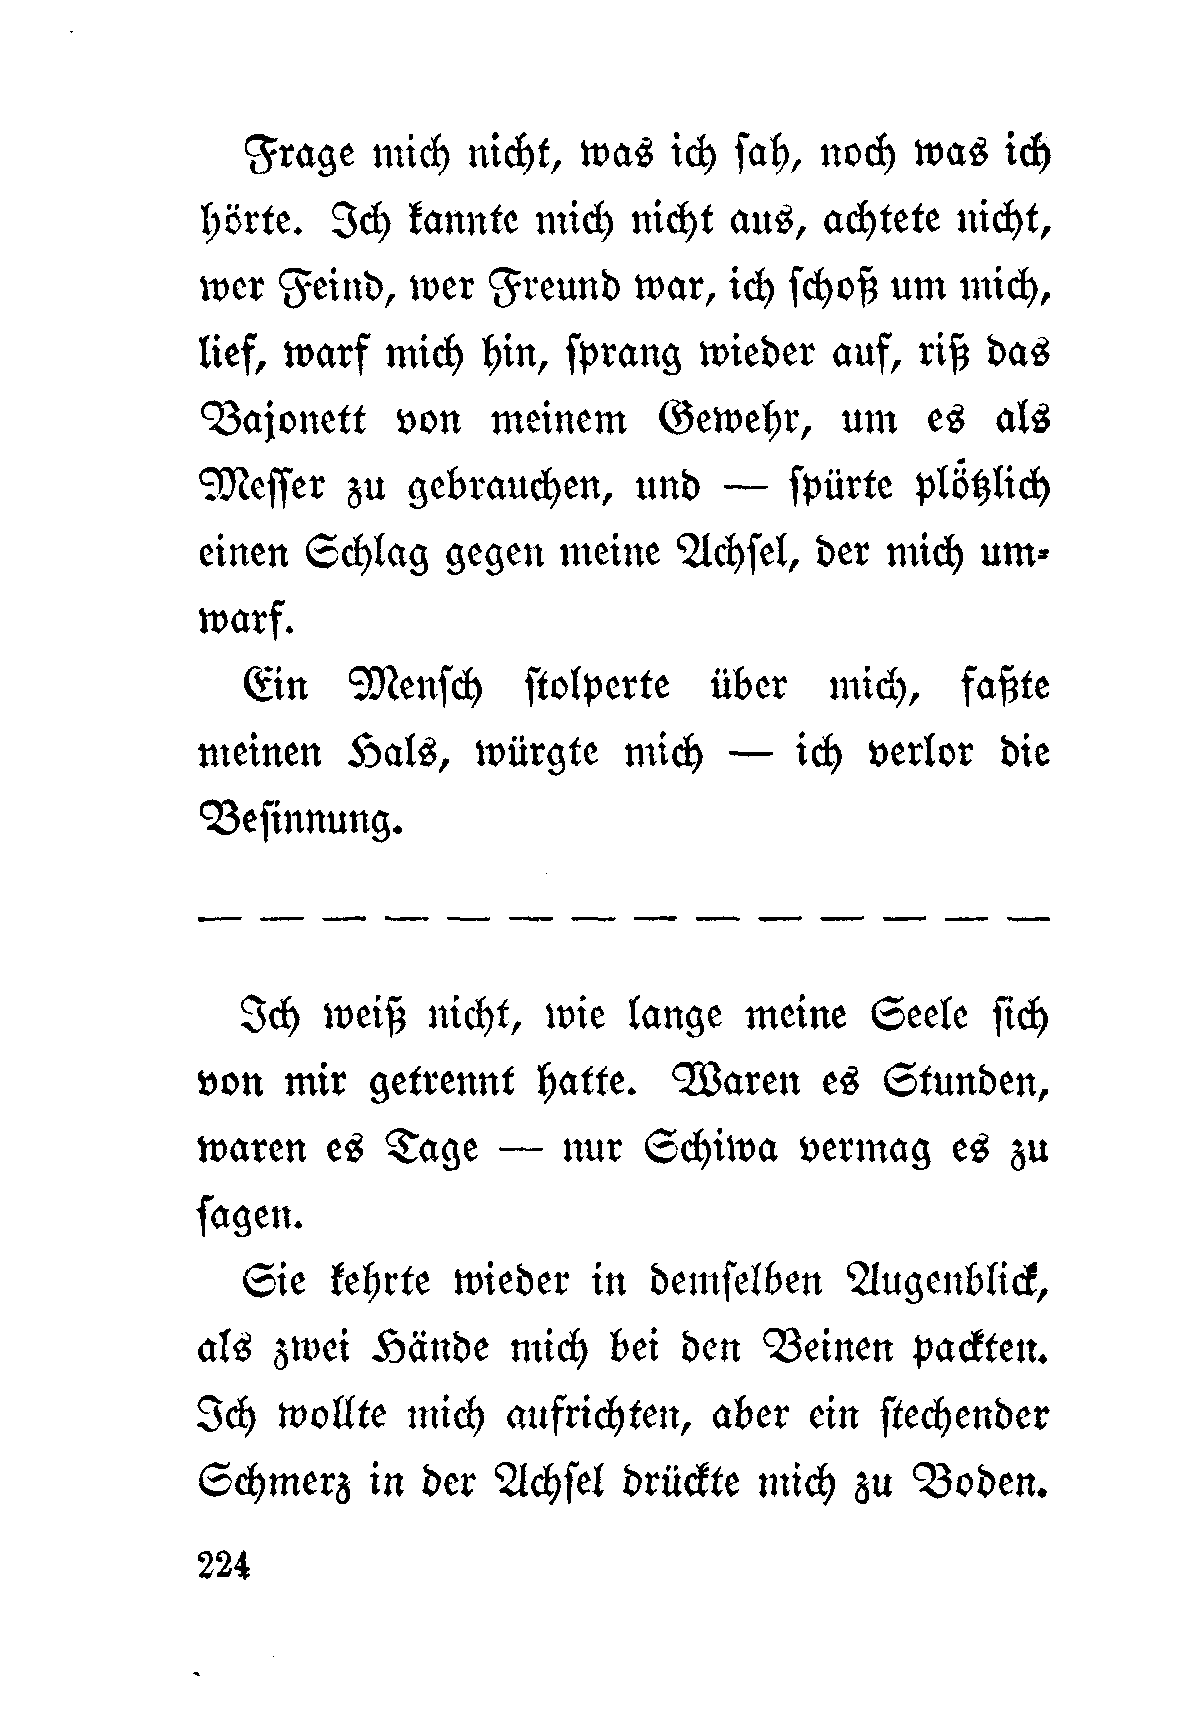 Frage mich nicht, was ich ſah, noch was ich
hörte. Ich kannte mich nicht aus, achtete nicht,
wer Feind, wer Freund war, ich ſchoß um mich,
lief, warf mich hin, ſprang wieder auf, riß das
Bajonett von meinem Gewehr, um es als
Meſſer zu gebrauchen, und — ſpürte plötzlich
einen Schlag gegen meine Achſel, der mich um-
warf.
Ein Menſch ſtolperte über mich, faßte
meinen Hals, würgte mich — ich verlor die
Beſinnung.
— — — — — — — — — — — — — —
Ich weiß nicht, wie lange meine Seele ſich
von mir getrennt hatte. Waren es Stunden,
waren es Tage — nur Schiwa vermag es zu
ſagen.
Sie kehrte wieder in demſelben Augenblick,
als zwei Hände mich bei den Beinen packten.
Ich wollte mich aufrichten, aber ein ſtechender
Schmerz in der Achſel drückte mich zu Boden.
224